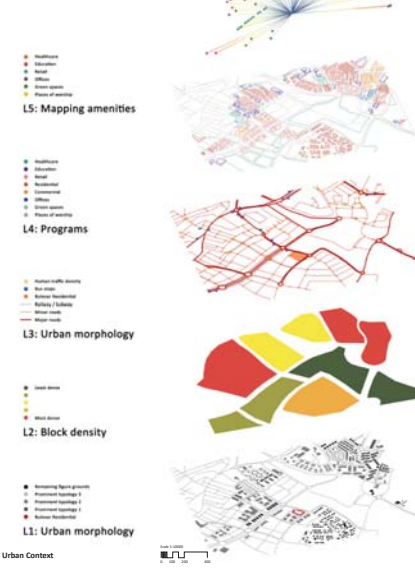 Healthcare
Education
Retail
Offices
Green spaces
Places of worship
L5: Mapping amenities
Healthcare
Education
Retail
Residential
Commercial
Offices
Green spaces
Places of worship
L4: Programs
Human traffic density
Bus stops
Railway / Subway
Minor roads
Major roads
L3: Urban morphology
Least dense
Most dense
L2: Block density
Remaining figure grounds
Prominent typology 3
Prominent typology 2
Prominent typology 1
L1: Urban morphology
Urban Context